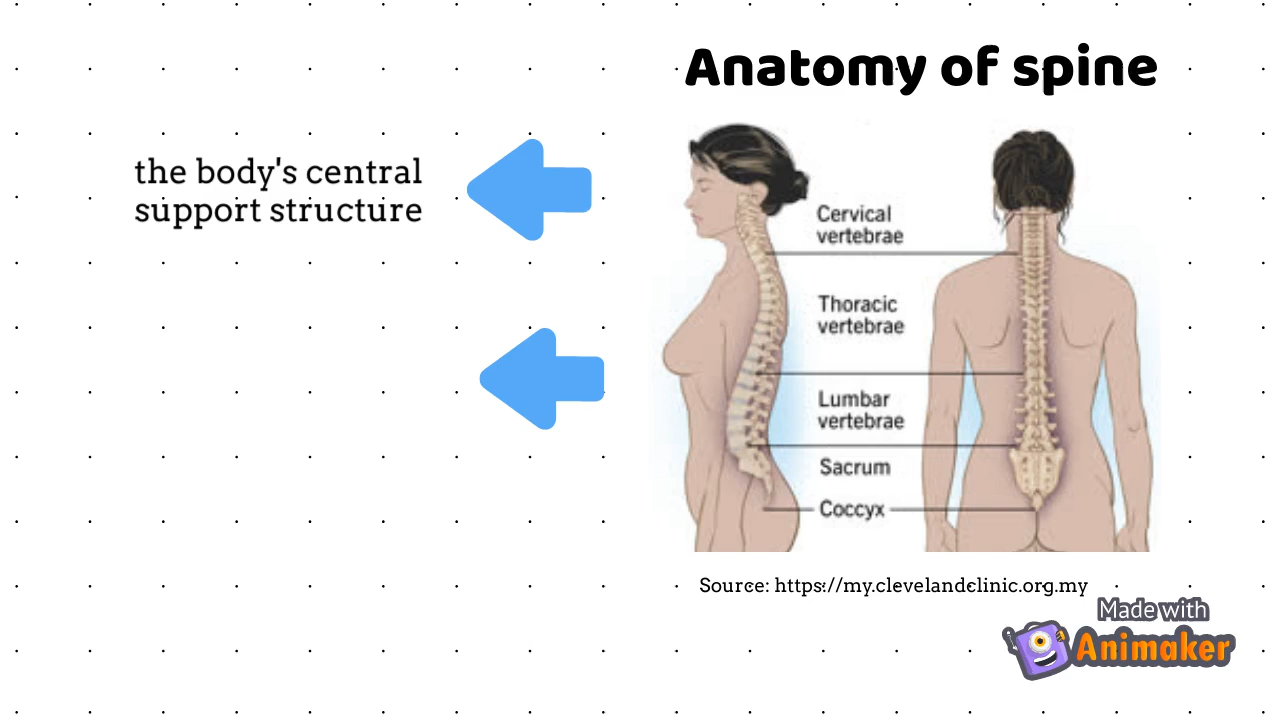 Anatomy of spine
the body's central
support structure
Cervical
vertebrae
Thoracic
vertebrae
Lumbar
vertebrae
Sacrum
Coccyx
Source: https://my.clevelandclinic.org.my
Made with
Animaker